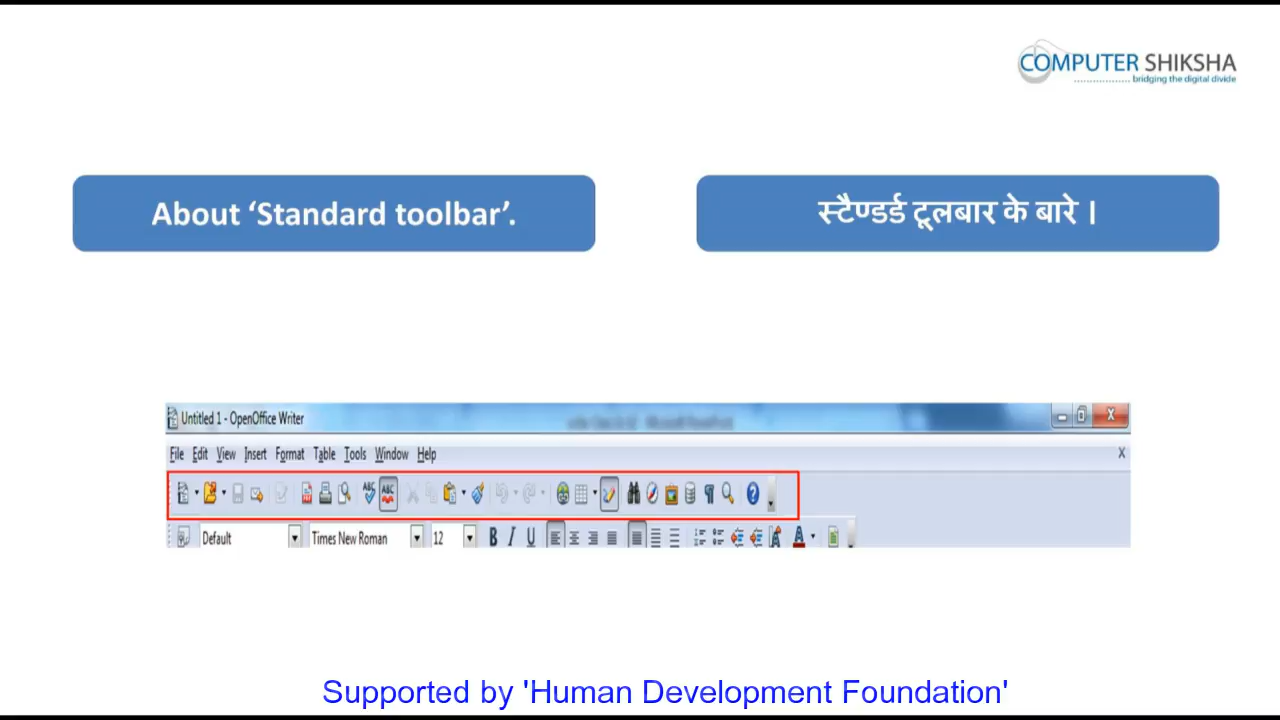 COMPUTER SHIKSHA
bridging the digital divide
About ‘Standard toolbar’.
स्टैण्डर्ड टूलबार के बारे ।
Untitled 1 - OpenOffice Writer
File Edit View Insert Format Table Tools Window Help
Default Times New Roman 12
Supported by 'Human Development Foundation'